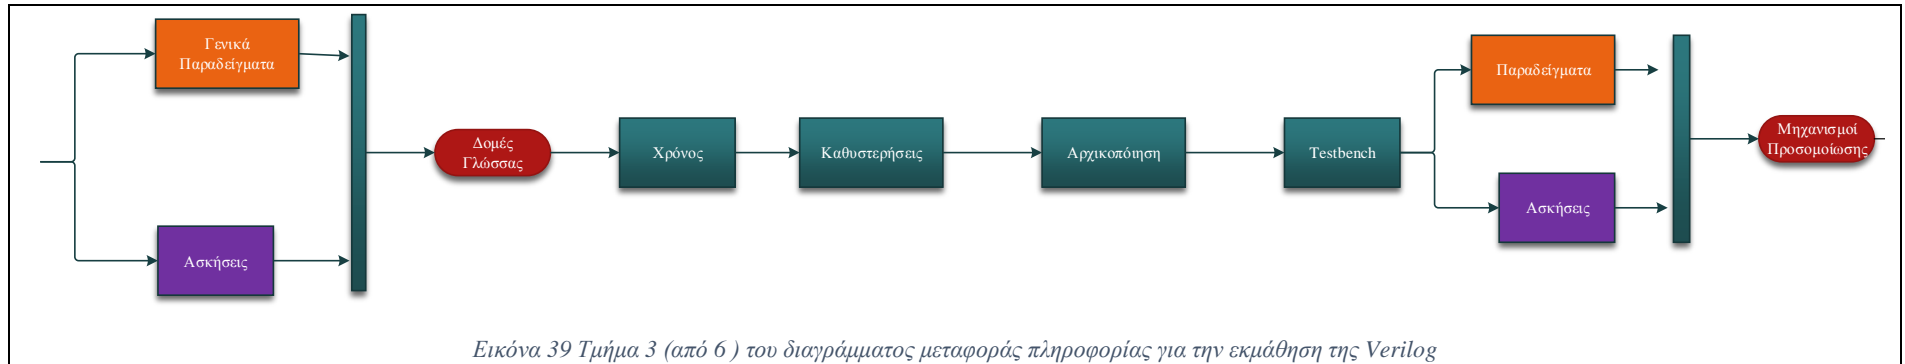 Γενικά
Παραδείγματα
Ασκήσεις
Δομές
Γλώσσας
Χρόνος
Καθυστερήσεις
Αρχικοπόιηση
Testbench
Παραδείγματα
Ασκήσεις
Μηχανισμοί
Προσομοίωσης
Εικόνα 39 Τμήμα 3 (από 6 ) του διαγράμματος μεταφοράς πληροφορίας για την εκμάθηση της Verilog